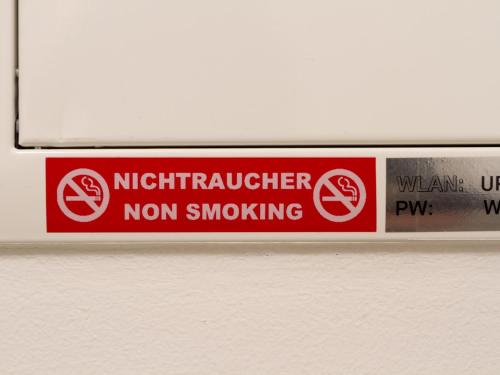 NICHTRAUCHER
NON SMOKING
WLAN:
PW: